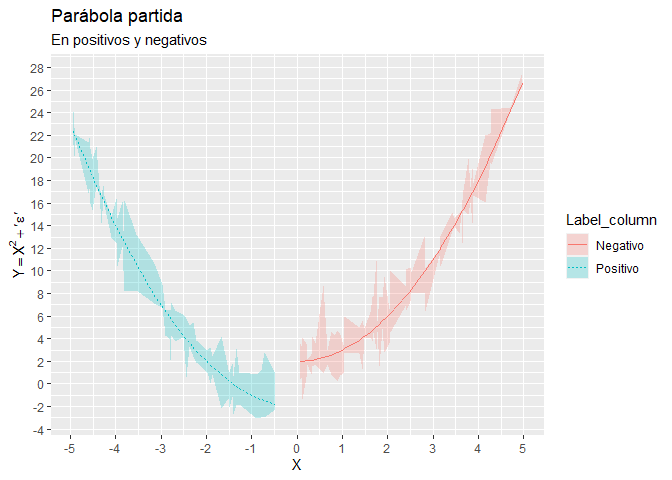 Parábola partida
En positivos y negativos
Y = X² + 'ε'
28
26
24
22
20
18
16
14
12
10
8
6
4
2
0
-2
-4
-5 -4 -3 -2 -1 0 1 2 3 4 5
X
Label_column
Negativo
Positivo